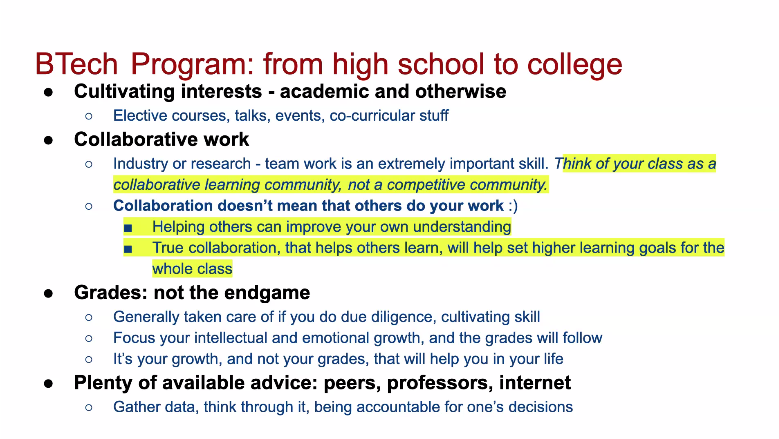 BTech Program: from high school to college
● Cultivating interests - academic and otherwise
○ Elective courses, talks, events, co-curricular stuff
● Collaborative work
○ Industry or research - team work is an extremely important skill. Think of your class as a
collaborative learning community, not a competitive community.
○ Collaboration doesn't mean that others do your work :)
■ Helping others can improve your own understanding
■ True collaboration, that helps others learn, will help set higher learning goals for the
whole class
● Grades: not the endgame
○ Generally taken care of if you do due diligence, cultivating skill
○ Focus your intellectual and emotional growth, and the grades will follow
○ It's your growth, and not your grades, that will help you in your life
● Plenty of available advice: peers, professors, internet
○ Gather data, think through it, being accountable for one's decisions